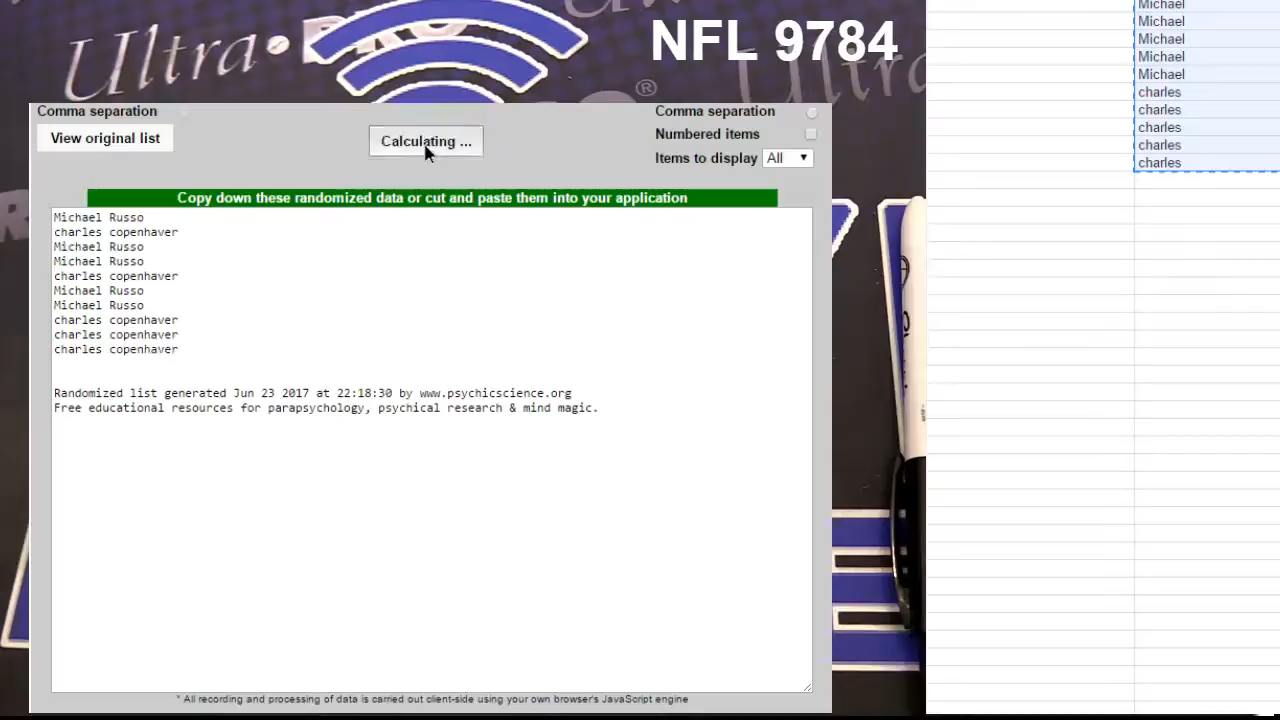 Ultra PRO
NFL 9784
Michael
Michael
Michael
Michael
Michael
charles
charles
charles
charles
charles
Comma separation
View original list
Calculating ...
Comma separation
Numbered items
Items to display All
Copy down these randomized data or cut and paste them into your application
Michael Russo
charles copenhaver
Michael Russo
Michael Russo
charles copenhaver
Michael Russo
Michael Russo
charles copenhaver
charles copenhaver
charles copenhaver
Randomized list generated Jun 23 2017 at 22:18:30 by www.psychicscience.org
Free educational resources for parapsychology, psychical research & mind magic.
* All recording and processing of data is carried out client-side using your own browser's JavaScript engine